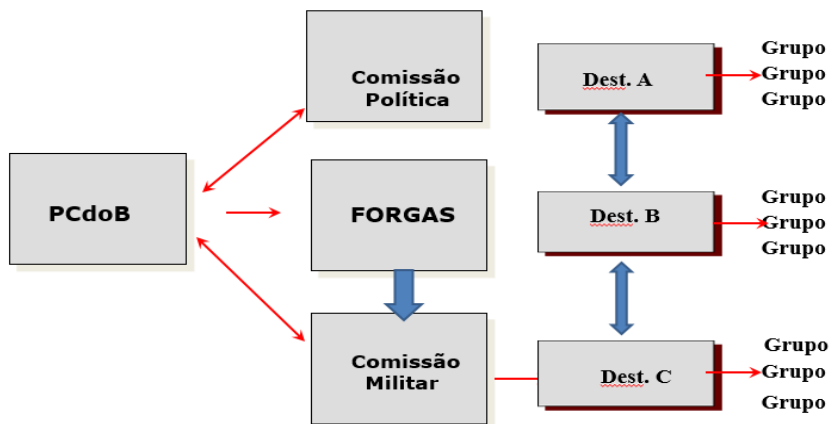 Comissão
Política
PCdoB
FORGAS
Comissão
Militar
Dest. A
Grupo
Grupo
Grupo
Dest. B
Grupo
Grupo
Grupo
Dest. C
Grupo
Grupo
Grupo